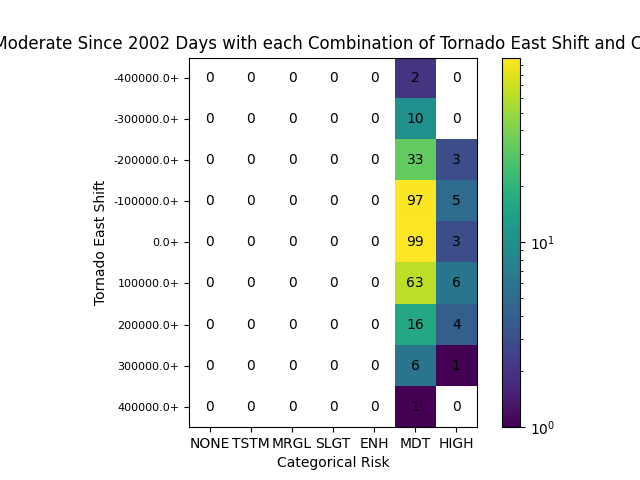 Moderate Since 2002 Days with each Combination of Tornado East Shift and C
-400000.0+ 0 0 0 0 0 2 0
-300000.0+ 0 0 0 0 0 10 0
-200000.0+ 0 0 0 0 0 33 3
-100000.0+ 0 0 0 0 0 97 5
0.0+ 0 0 0 0 0 99 3
100000.0+ 0 0 0 0 0 63 6
200000.0+ 0 0 0 0 0 16 4
300000.0+ 0 0 0 0 0 6 1
400000.0+ 0 0 0 0 0 1 0
NONE TSTM MRGL SLGT ENH MDT HIGH
Categorical Risk
Tornado East Shift
10¹
10⁰